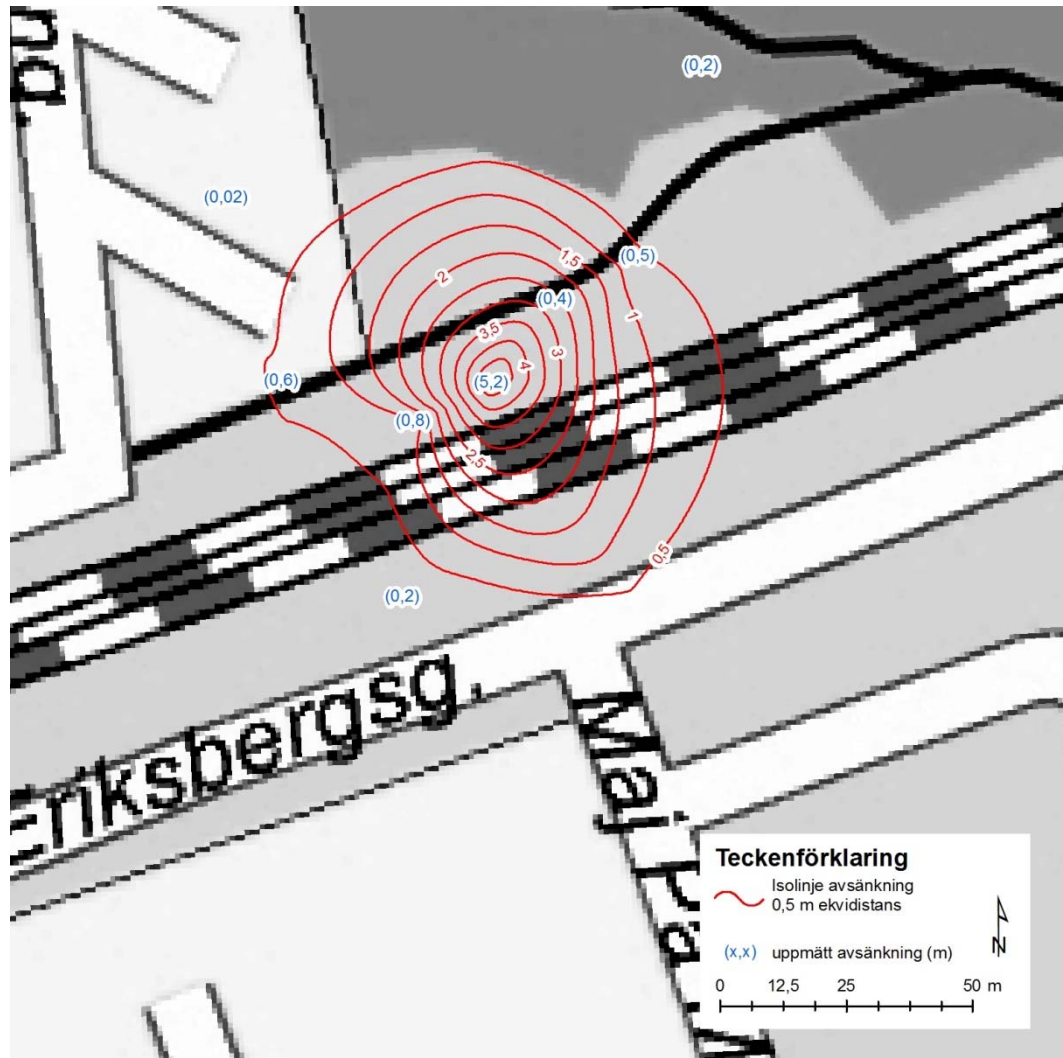 (0,2)
(0,02)
(0,5)
1,5
2
(0,4)
1
3,5
3
4
(0,6)
(5,2)
(0,8)
2,5
0,5
(0,2)
Eriksbergsg.
Teckenförklaring
Isolinje avsänkning
0,5 m ekvidistans
N
(x,x) uppmätt avsänkning (m)
0 12,5 25 50 m